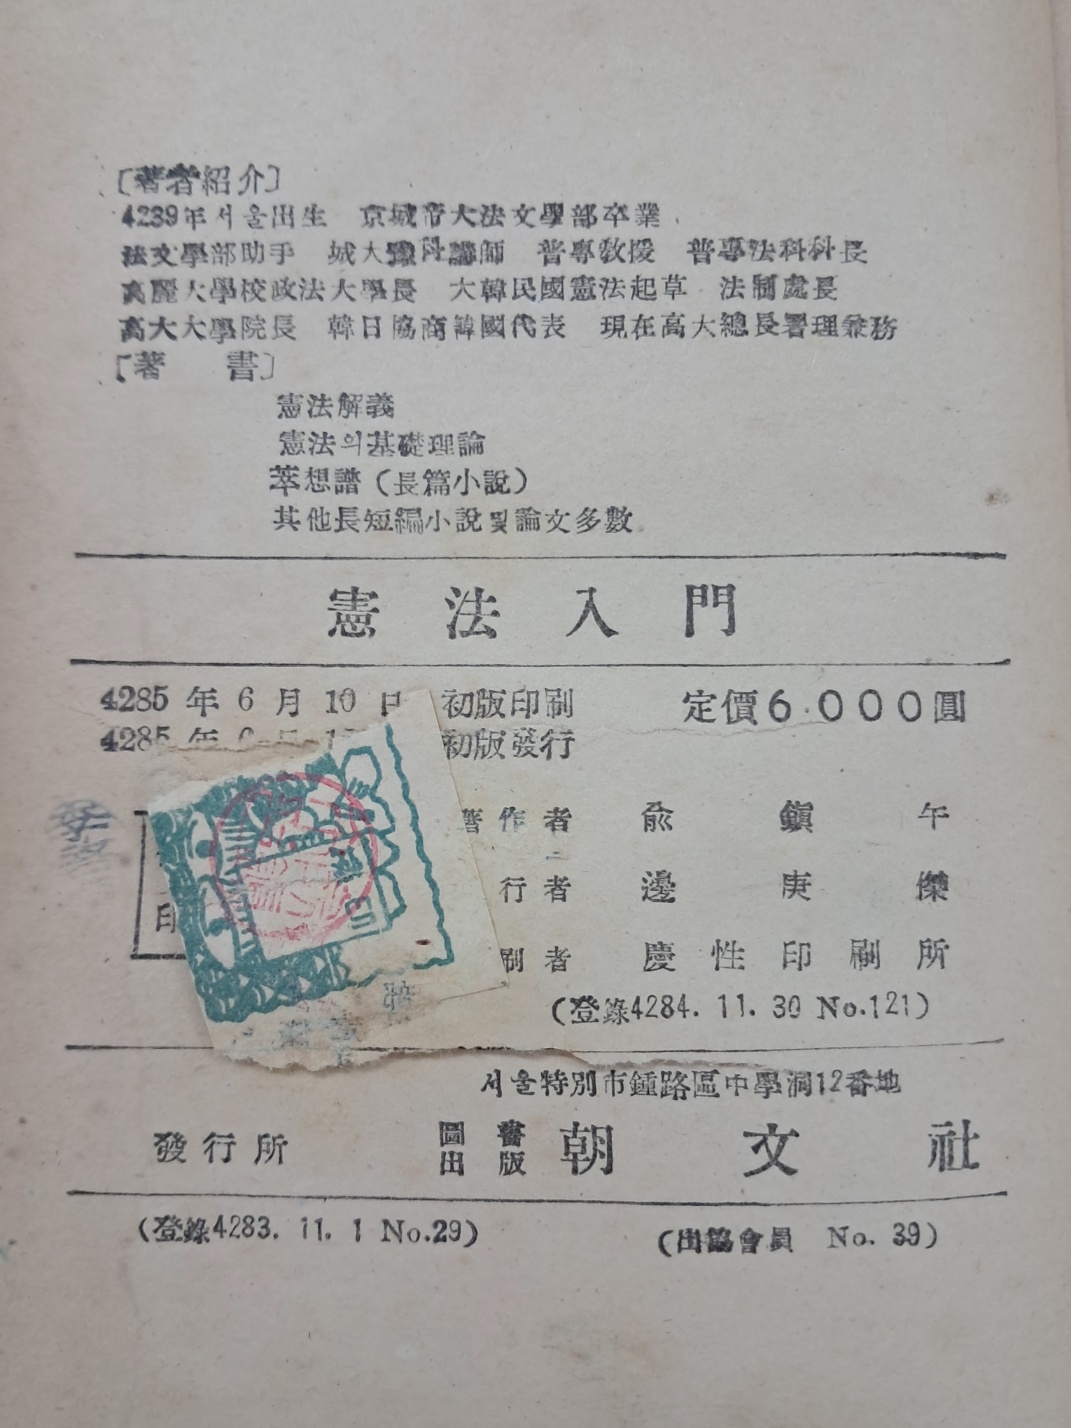 [著者紹介]
4239年서울出生 京城帝大法文學部卒業
法文學部助手 城大豫科講師 普專敎授 普專法科科長
高麗大學校政法大學長 大韓民國憲法起草 法制處長
高大大學院長 韓日協商韓國代表 現在高大總長署理兼務
[著 書]
憲法解義
憲法의基礎理論
萃想譜 (長篇小說)
其他長短編小說및論文多數
憲法入門
4285 年 6 月 10 日 初版印刷 定價6.000圓
4285 年 初版發行
著作者 兪鎭午
行者 邊庚傑
刷者 慶性印刷所
印
(登錄4284. 11. 30 No.121)
서울特別市鍾路區中學洞12番地
發行所 圖書出版 朝文社
(登錄4283. 11. 1 No.29) (出協會員 No. 39)